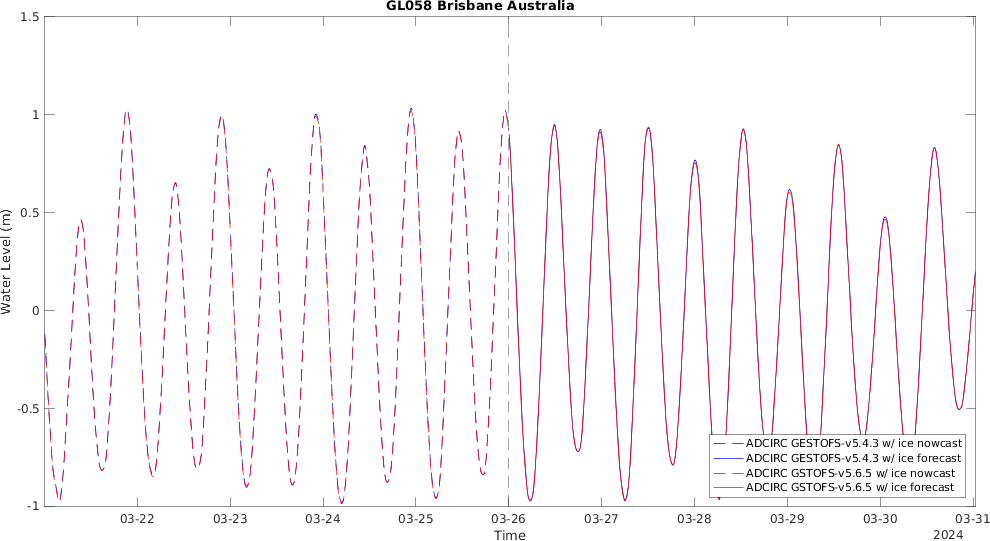 GL058 Brisbane Australia
1.5
1
0.5
0
-0.5
-1
Water Level (m)
ADCIRC GESTOFS-v5.4.3 w/ ice nowcast
ADCIRC GESTOFS-v5.4.3 w/ ice forecast
ADCIRC GSTOFS-v5.6.5 w/ ice nowcast
ADCIRC GSTOFS-v5.6.5 w/ ice forecast
03-22 03-23 03-24 03-25 03-26 03-27 03-28 03-29 03-30 03-31
Time
2024